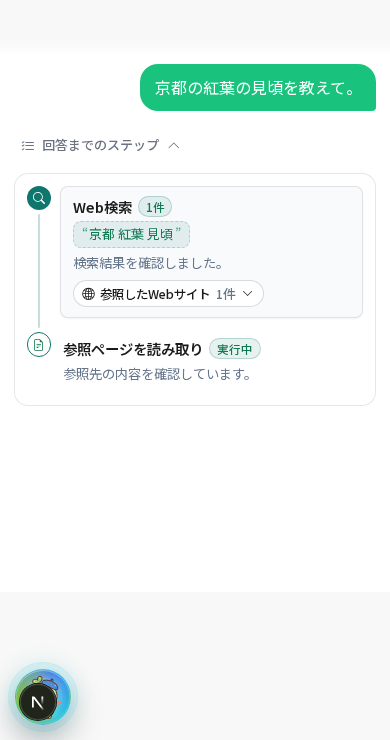 京都の紅葉の見頃を教えて。
回答までのステップ
Web検索 1件
“京都 紅葉 見頃 ”
検索結果を確認しました。
参照したWebサイト 1件
参照ページを読み取り 実行中
参照先の内容を確認しています。
N